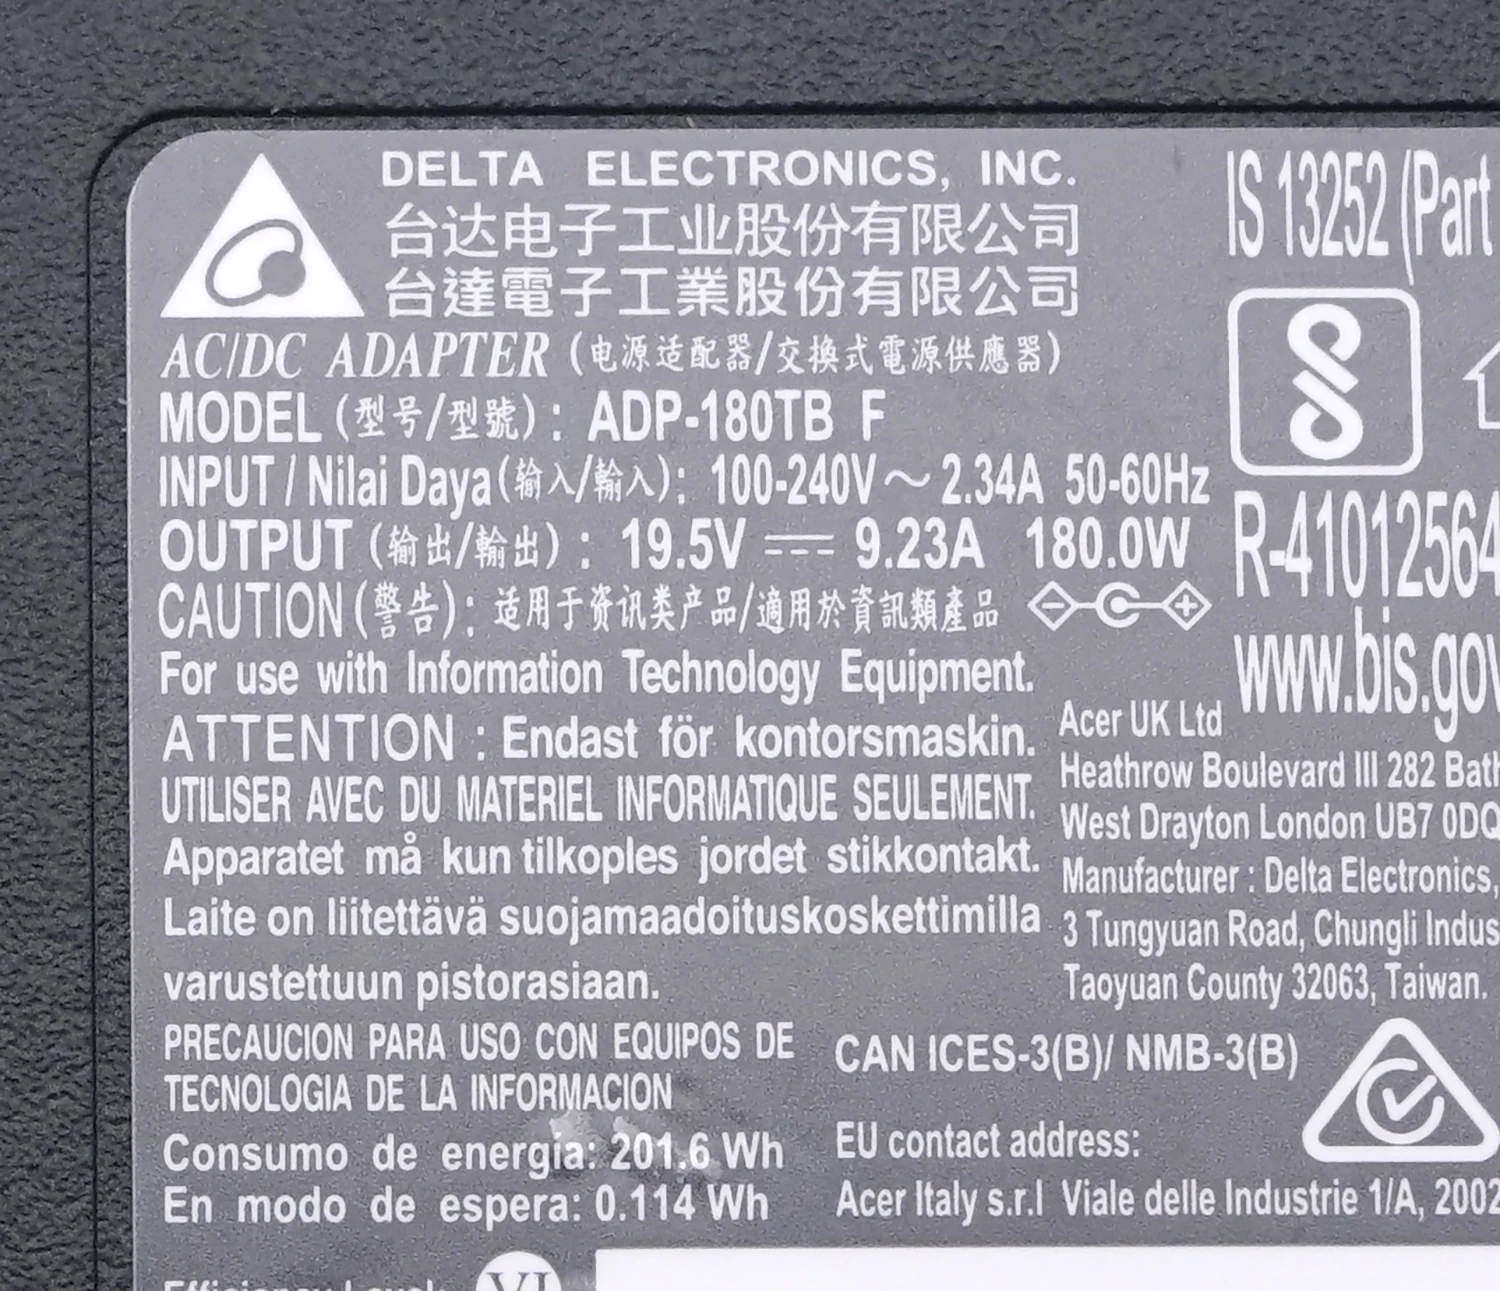 DELTA ELECTRONICS, INC.
台达电子工业股份有限公司
台達電子工業股份有限公司
AC/DC ADAPTER (电源适配器/交換式電源供應器)
MODEL (型号/型號) : ADP-180TB F
INPUT / Nilai Daya(输入/輸入): 100-240V～2.34A 50-60Hz
OUTPUT (输出/輸出) : 19.5V ⎓ 9.23A 180.0W
CAUTION (警告): 适用于资讯类产品/適用於資訊類產品
For use with Information Technology Equipment.
ATTENTION : Endast för kontorsmaskin.
UTILISER AVEC DU MATERIEL INFORMATIQUE SEULEMENT.
Apparatet må kun tilkoples jordet stikkontakt.
Laite on liitettävä suojamaadoituskoskettimilla
varustettuun pistorasiaan.
PRECAUCION PARA USO CON EQUIPOS DE
TECNOLOGIA DE LA INFORMACION
Consumo de energía: 201.6 Wh
En modo de espera: 0.114 Wh
Efficiency Level: VI
IS 13252 (Part
R-41012564
www.bis.gov
Acer UK Ltd
Heathrow Boulevard III 282 Bath
West Drayton London UB7 0DQ
Manufacturer : Delta Electronics,
3 Tungyuan Road, Chungli Indus
Taoyuan County 32063, Taiwan.
CAN ICES-3(B)/ NMB-3(B)
EU contact address:
Acer Italy s.r.l Viale delle Industrie 1/A, 2002